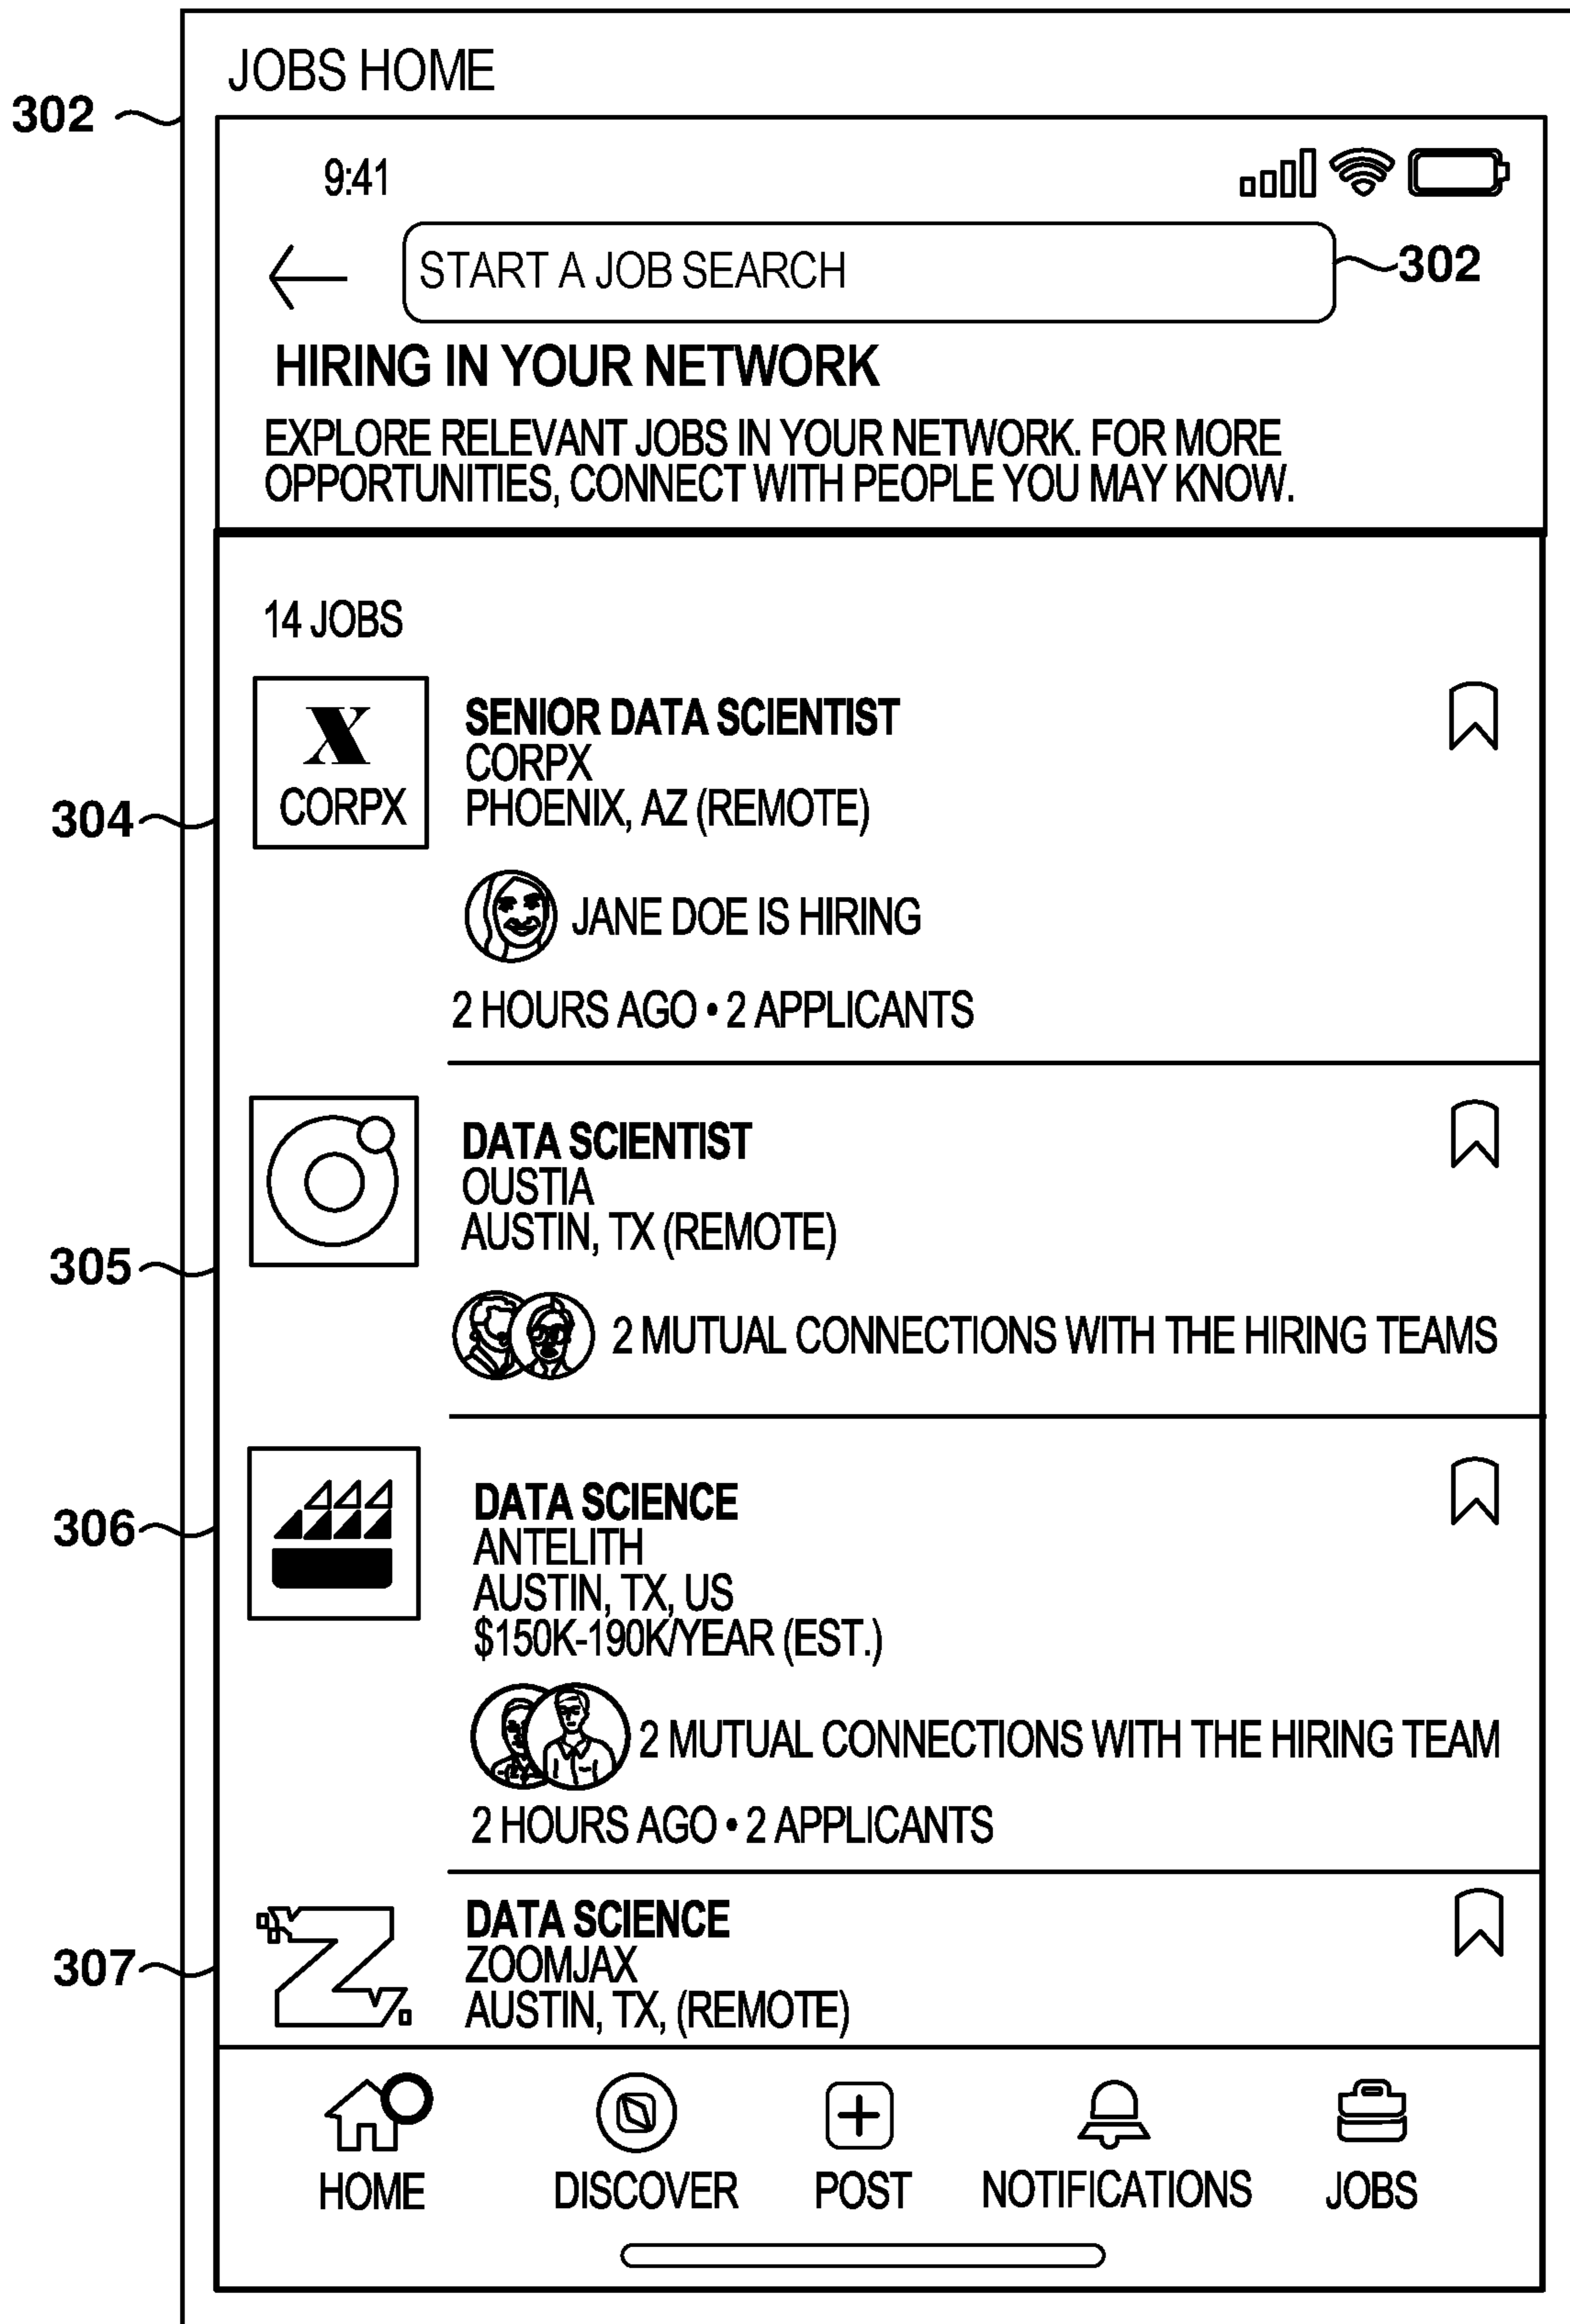 JOBS HOME
302
9:41
START A JOB SEARCH
302
HIRING IN YOUR NETWORK
EXPLORE RELEVANT JOBS IN YOUR NETWORK. FOR MORE
OPPORTUNITIES, CONNECT WITH PEOPLE YOU MAY KNOW.
14 JOBS
304
X
CORPX
SENIOR DATA SCIENTIST
CORPX
PHOENIX, AZ (REMOTE)
JANE DOE IS HIRING
2 HOURS AGO • 2 APPLICANTS
305
DATA SCIENTIST
OUSTIA
AUSTIN, TX (REMOTE)
2 MUTUAL CONNECTIONS WITH THE HIRING TEAMS
306
DATA SCIENCE
ANTELITH
AUSTIN, TX, US
$150K-190K/YEAR (EST.)
2 MUTUAL CONNECTIONS WITH THE HIRING TEAM
2 HOURS AGO • 2 APPLICANTS
307
Z
DATA SCIENCE
ZOOMJAX
AUSTIN, TX, (REMOTE)
HOME
DISCOVER
POST
NOTIFICATIONS
JOBS